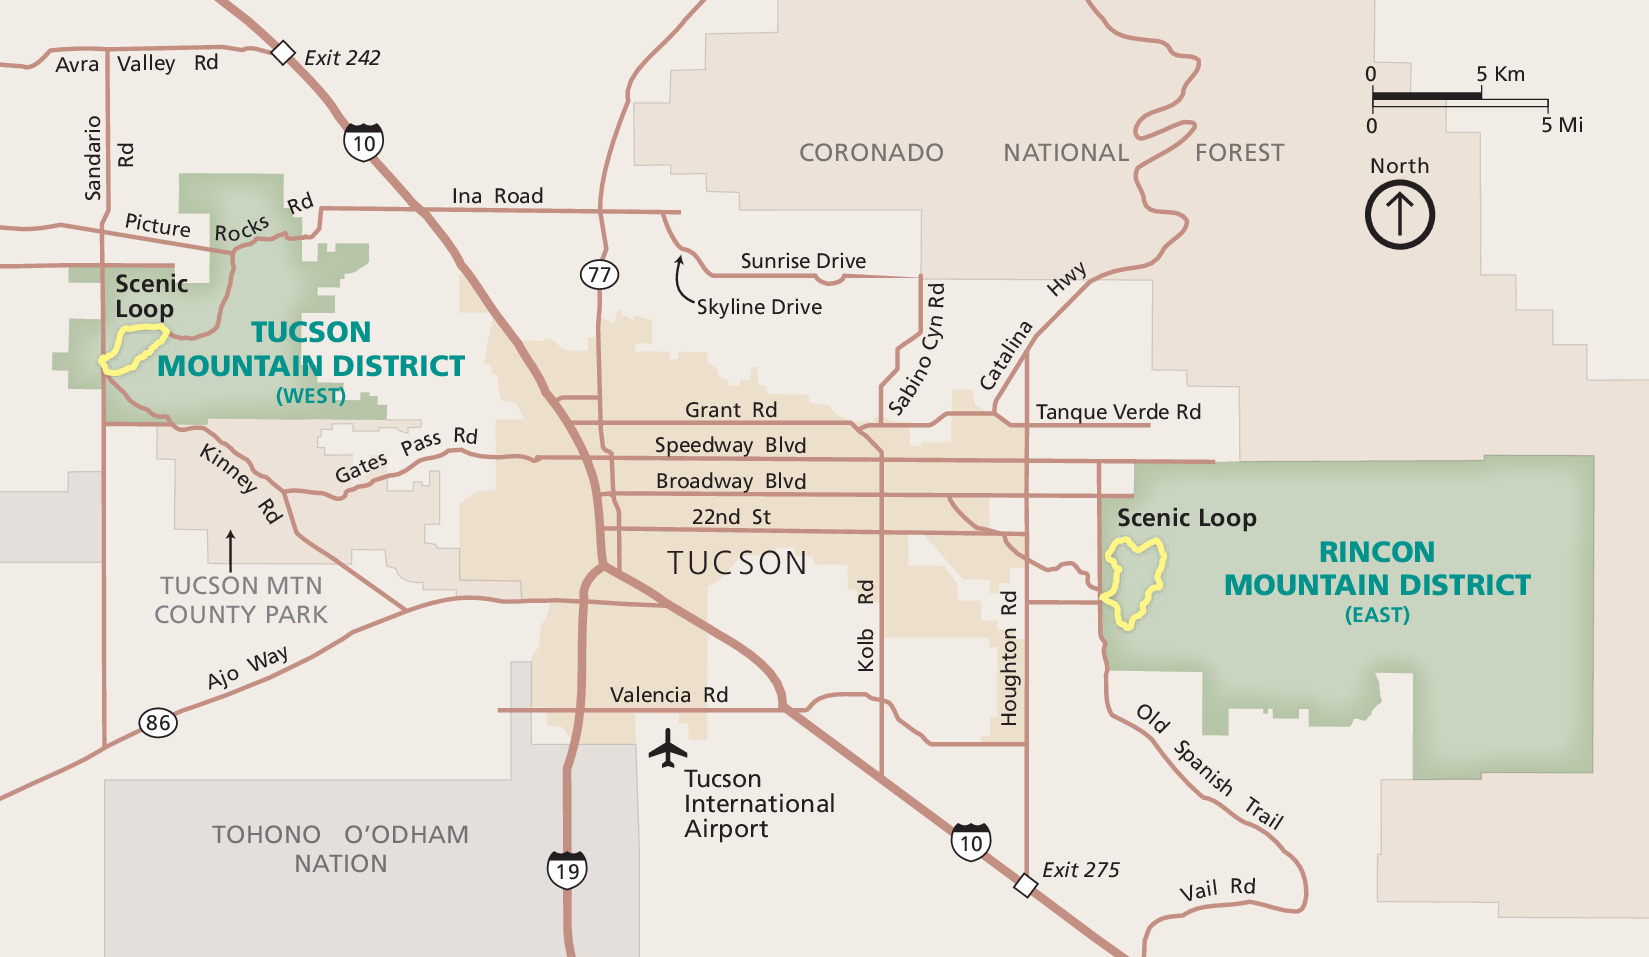 Exit 242
Avra Valley Rd
0 5 Km
0 5 Mi
Sandario
Rd
10
CORONADO NATIONAL FOREST
North
Ina Road
Picture Rocks Rd
77
Sunrise Drive
Skyline Drive
Scenic
Loop
TUCSON
MOUNTAIN DISTRICT
(WEST)
Sabino Cyn Rd
Catalina Hwy
Grant Rd
Tanque Verde Rd
Speedway Blvd
Gates Pass Rd
Kinney Rd
Broadway Blvd
22nd St
Scenic Loop
TUCSON
RINCON
MOUNTAIN DISTRICT
(EAST)
TUCSON MTN
COUNTY PARK
Kolb Rd
Houghton Rd
Ajo Way
86
Valencia Rd
Old Spanish Trail
Tucson
International
Airport
TOHONO O’ODHAM
NATION
19
10
Exit 275
Vail Rd